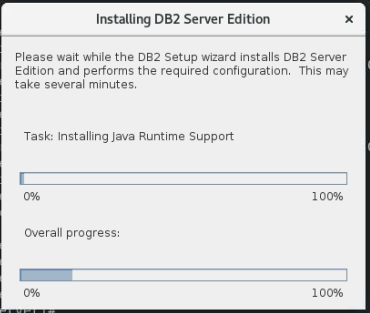 Installing DB2 Server Edition
Please wait while the DB2 Setup wizard installs DB2 Server
Edition and performs the required configuration.  This may
take several minutes.
Task: Installing Java Runtime Support
0% 100%
Overall progress:
0% 100%